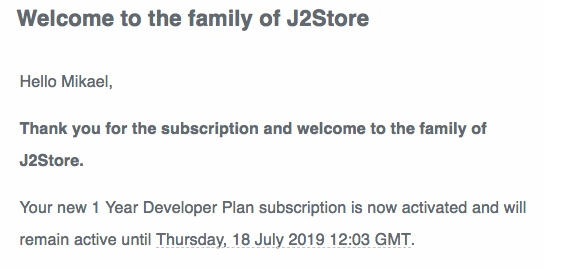 Welcome to the family of J2Store
Hello Mikael,
Thank you for the subscription and welcome to the family of
J2Store.
Your new 1 Year Developer Plan subscription is now activated and will
remain active until Thursday, 18 July 2019 12:03 GMT.